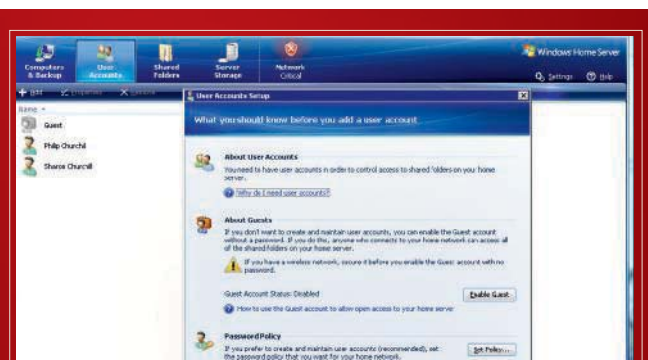 Computers & Backup
User Accounts
Shared Folders
Server Storage
Network Critical
Windows Home Server
Settings
Help
Add
Properties
Name
User Accounts Setup
What you should know before you add a user account
Guest
Philip Churchill
Sharon Churchill
About User Accounts
You need to have user accounts in order to control access to shared folders on your home
server.
Why do I need user accounts?
About Guests
If you don't want to create and maintain user accounts, you can enable the Guest account
without a password. If you do this, anyone who connects to your home network can access all
of the shared folders on your home server.
If you have a wireless network, secure it before you enable the Guest account with no
password.
Guest Account Status: Disabled
Enable Guest
How to use the Guest account to allow open access to your home server
Password Policy
If you prefer to create and maintain user accounts (recommended), set
the password policy that you want for your home network.
Set Policy...